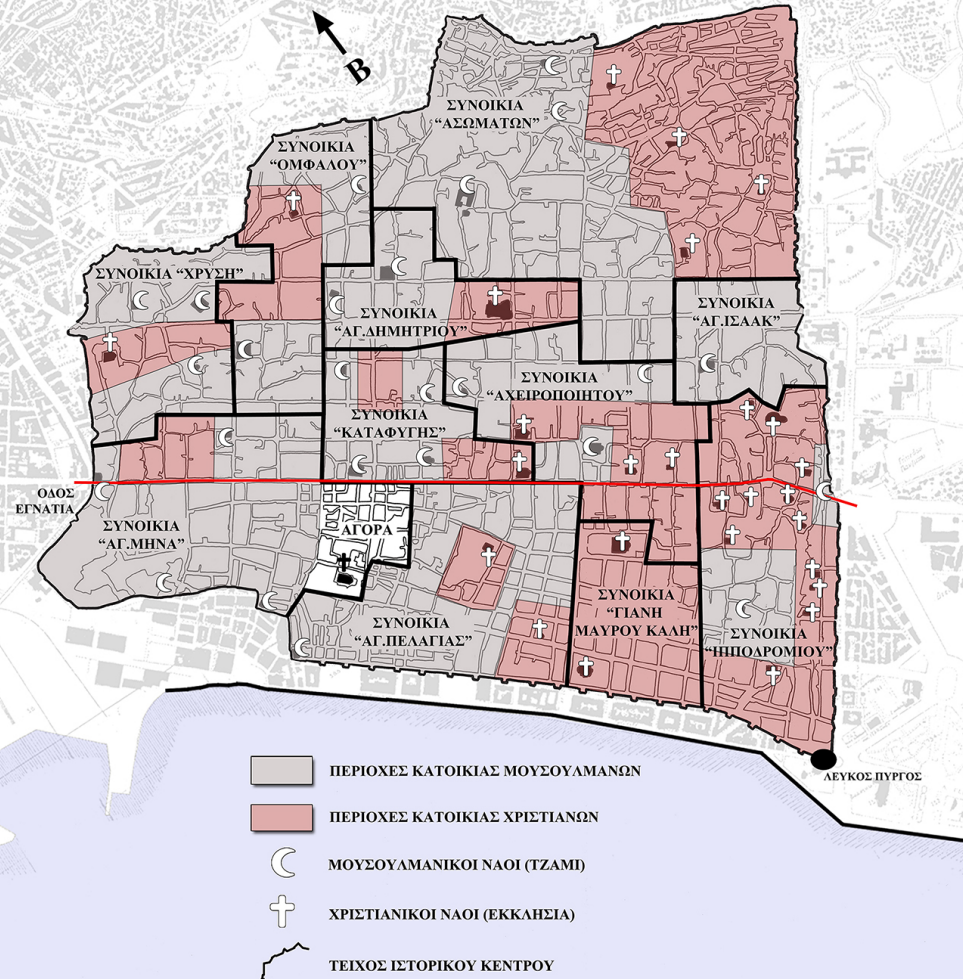 Β
ΣΥΝΟΙΚΙΑ
“ΑΣΩΜΑΤΩΝ”
ΣΥΝΟΙΚΙΑ
“ΟΜΦΑΛΟΥ”
ΣΥΝΟΙΚΙΑ “ΧΡΥΣΗ”
ΣΥΝΟΙΚΙΑ
“ΑΓ.ΔΗΜΗΤΡΙΟΥ”
ΣΥΝΟΙΚΙΑ
“ΑΓ.ΙΣΑΑΚ”
ΣΥΝΟΙΚΙΑ
“ΑΧΕΙΡΟΠΟΙΗΤΟΥ”
ΣΥΝΟΙΚΙΑ
“ΚΑΤΑΦΥΓΗΣ”
ΟΔΟΣ
ΕΓΝΑΤΙΑ
ΣΥΝΟΙΚΙΑ
“ΑΓ.ΜΗΝΑ”
ΑΓΟΡΑ
ΣΥΝΟΙΚΙΑ
“ΑΓ.ΠΕΛΑΓΙΑΣ”
ΣΥΝΟΙΚΙΑ
“ΓΙΑΝΗ
ΜΑΥΡΟΥ ΚΑΛΗ”
ΣΥΝΟΙΚΙΑ
“ΙΠΠΟΔΡΟΜΙΟΥ”
ΛΕΥΚΟΣ ΠΥΡΓΟΣ
ΠΕΡΙΟΧΕΣ ΚΑΤΟΙΚΙΑΣ ΜΟΥΣΟΥΛΜΑΝΩΝ
ΠΕΡΙΟΧΕΣ ΚΑΤΟΙΚΙΑΣ ΧΡΙΣΤΙΑΝΩΝ
ΜΟΥΣΟΥΛΜΑΝΙΚΟΙ ΝΑΟΙ (ΤΖΑΜΙ)
ΧΡΙΣΤΙΑΝΙΚΟΙ ΝΑΟΙ (ΕΚΚΛΗΣΙΑ)
ΤΕΙΧΟΣ ΙΣΤΟΡΙΚΟΥ ΚΕΝΤΡΟΥ